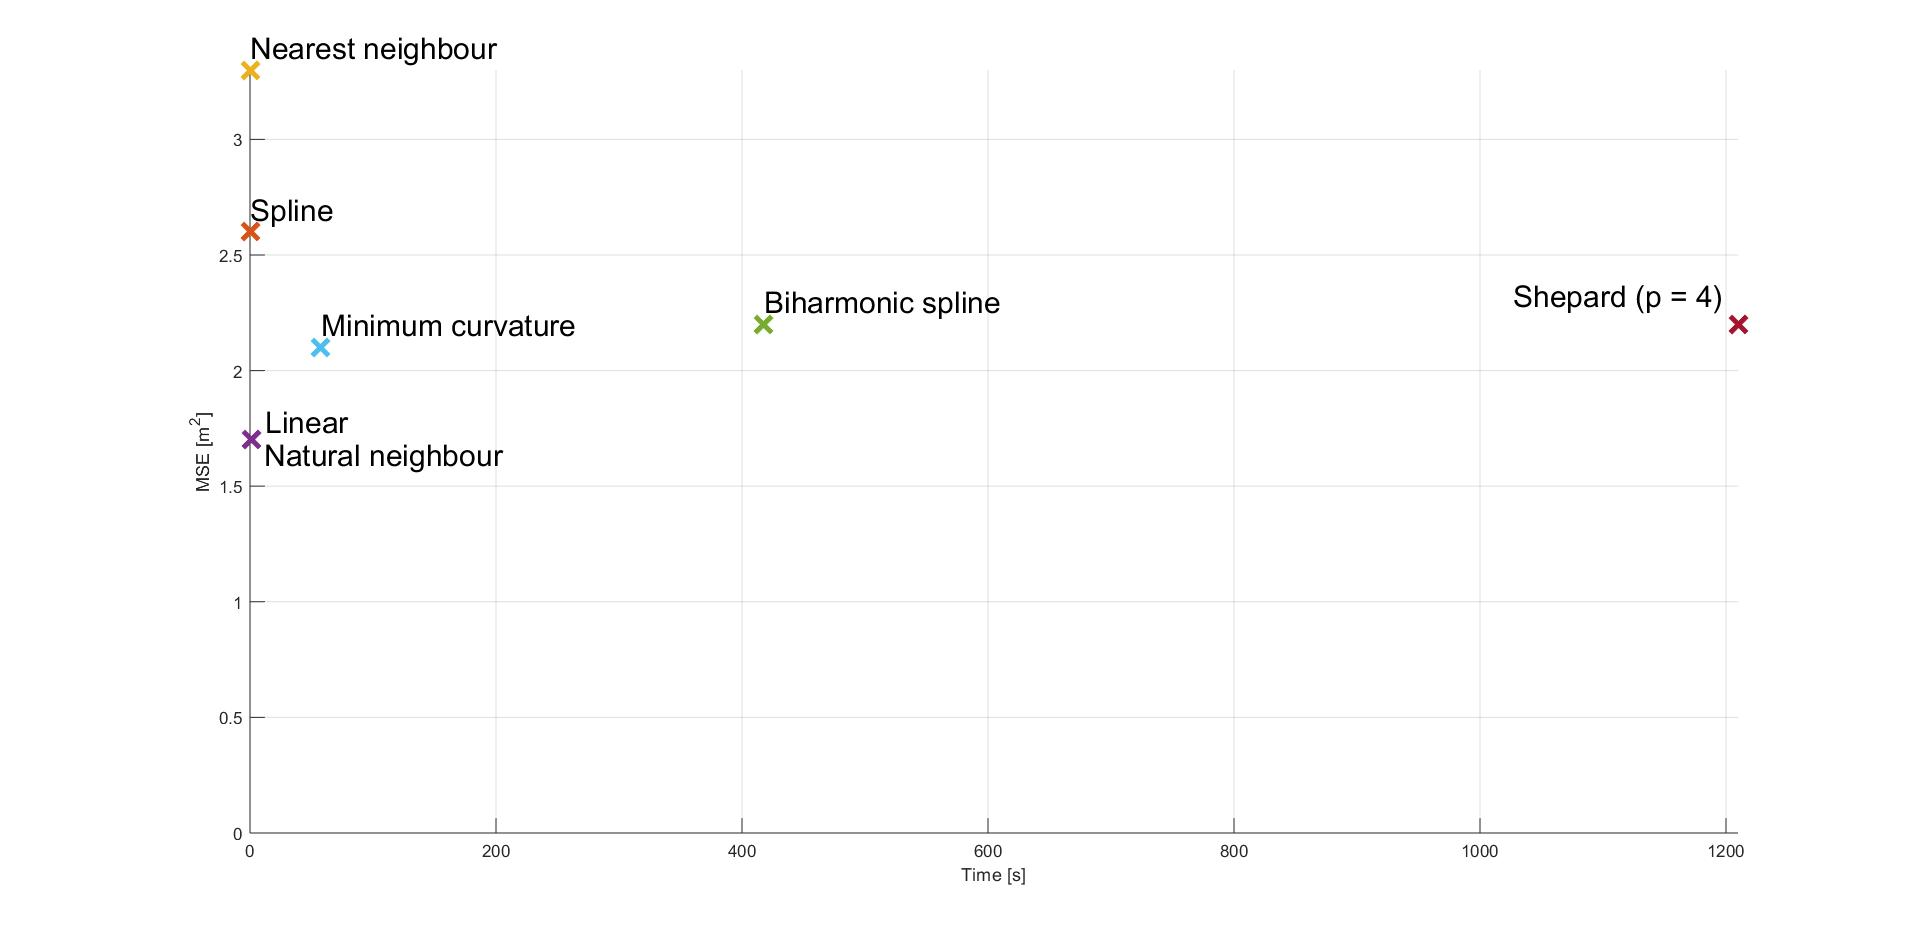 Nearest neighbour
3
Spline
2.5
Shepard (p = 4)
Biharmonic spline
Minimum curvature
2
Linear
Natural neighbour
MSE [m²]
1.5
1
0.5
0
0 200 400 600 800 1000 1200
Time [s]